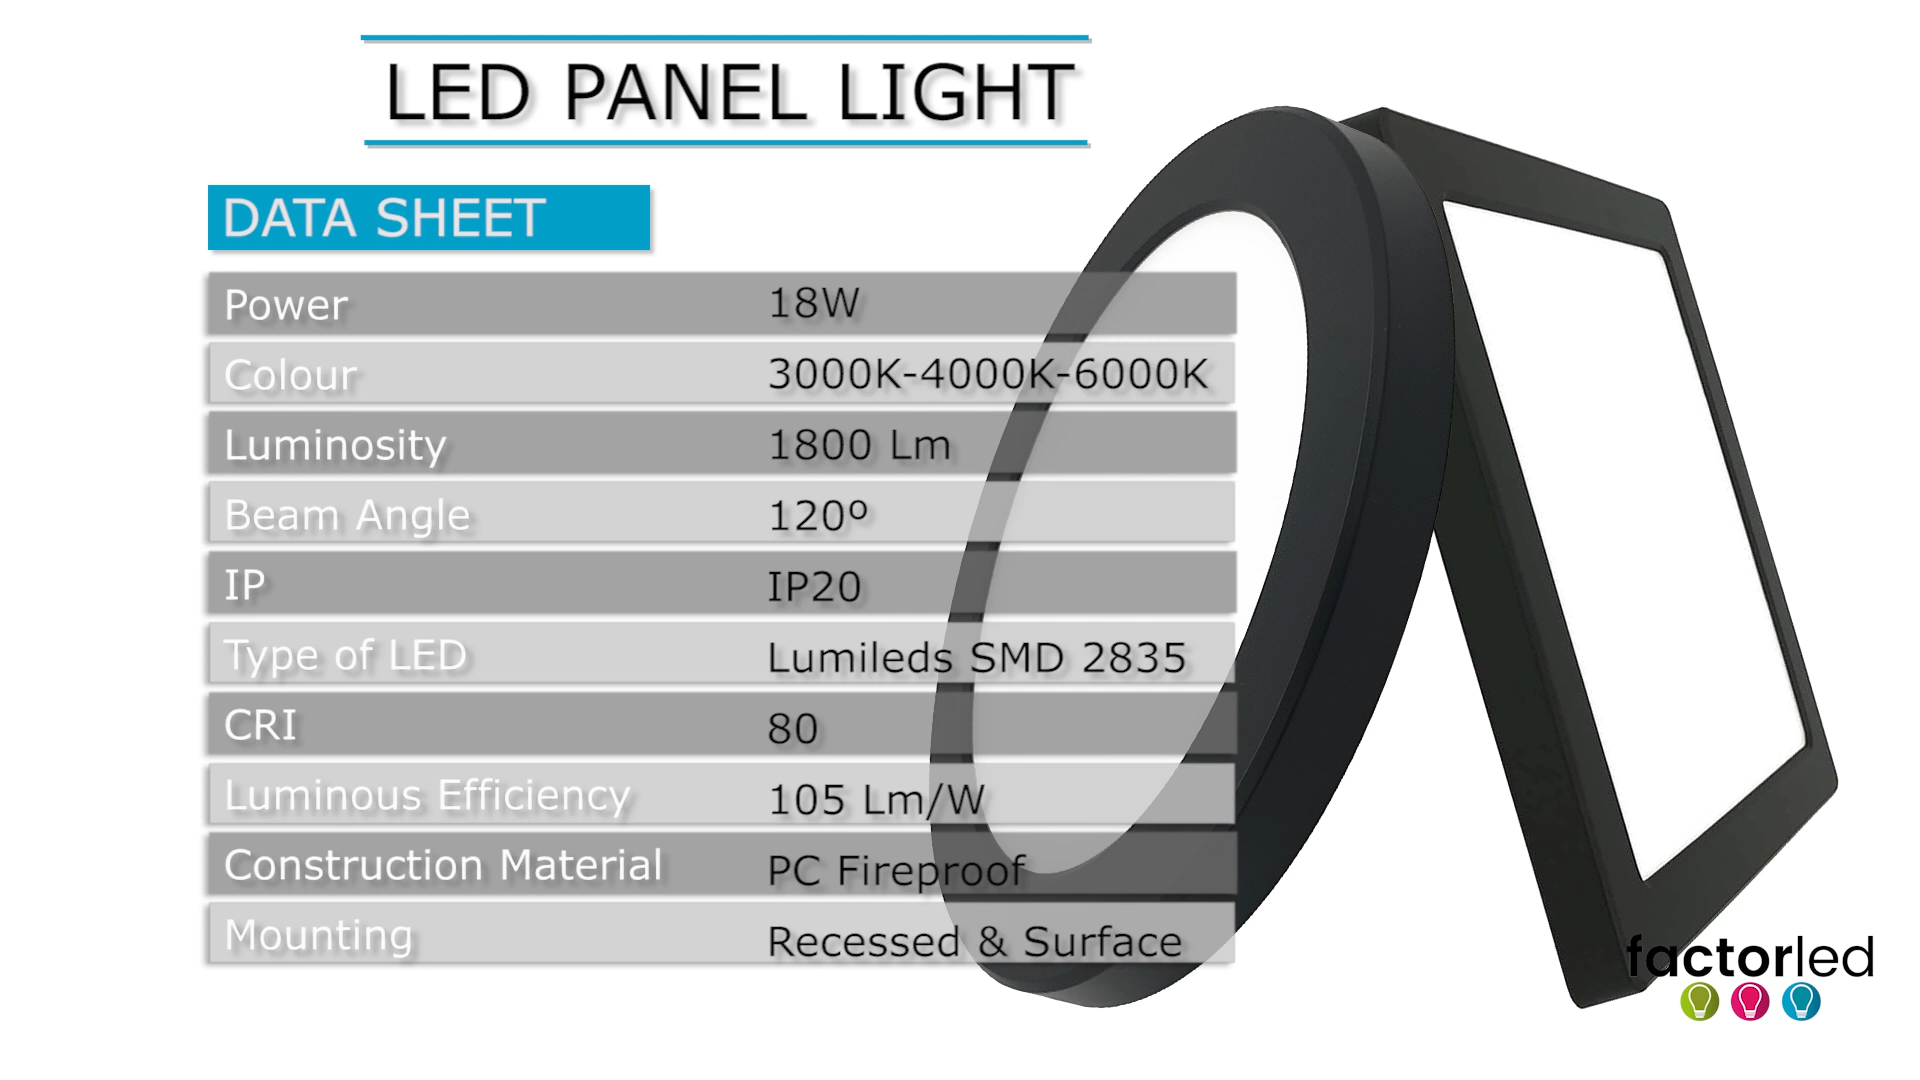 LED PANEL LIGHT
DATA SHEET
Power 18W
Colour 3000K-4000K-6000K
Luminosity 1800 Lm
Beam Angle 120º
IP IP20
Type of LED Lumileds SMD 2835
CRI 80
Luminous Efficiency 105 Lm/W
Construction Material PC Fireproof
Mounting Recessed & Surface
factorled